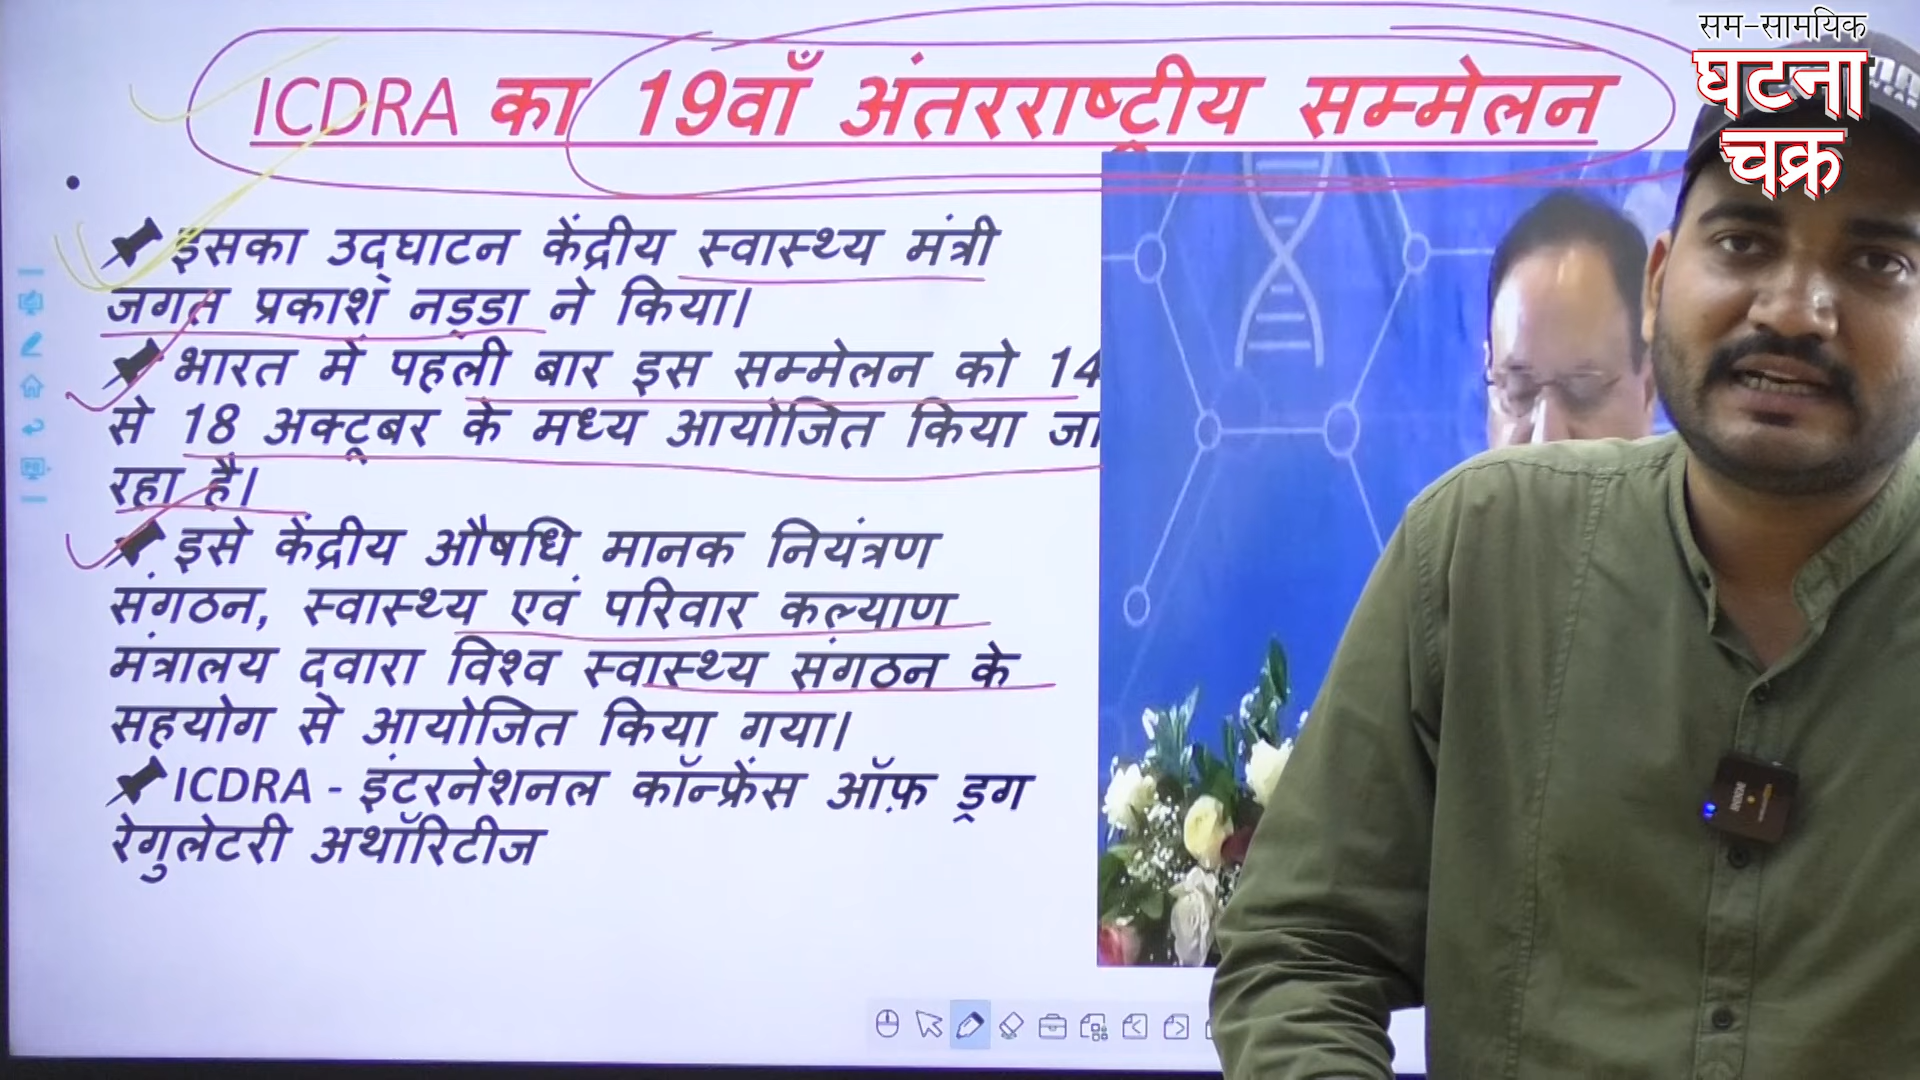 सम-सामयिक
घटना
चक्र
ICDRA का 19वाँ अंतरराष्ट्रीय सम्मेलन
इसका उद्घाटन केंद्रीय स्वास्थ्य मंत्री
जगत प्रकाश नड्डा ने किया।
भारत में पहली बार इस सम्मेलन को 14
से 18 अक्टूबर के मध्य आयोजित किया जा
रहा है।
इसे केंद्रीय औषधि मानक नियंत्रण
संगठन, स्वास्थ्य एवं परिवार कल्याण
मंत्रालय द्वारा विश्व स्वास्थ्य संगठन के
सहयोग से आयोजित किया गया।
ICDRA - इंटरनेशनल कॉन्फ्रेंस ऑफ़ ड्रग
रेगुलेटरी अथॉरिटीज